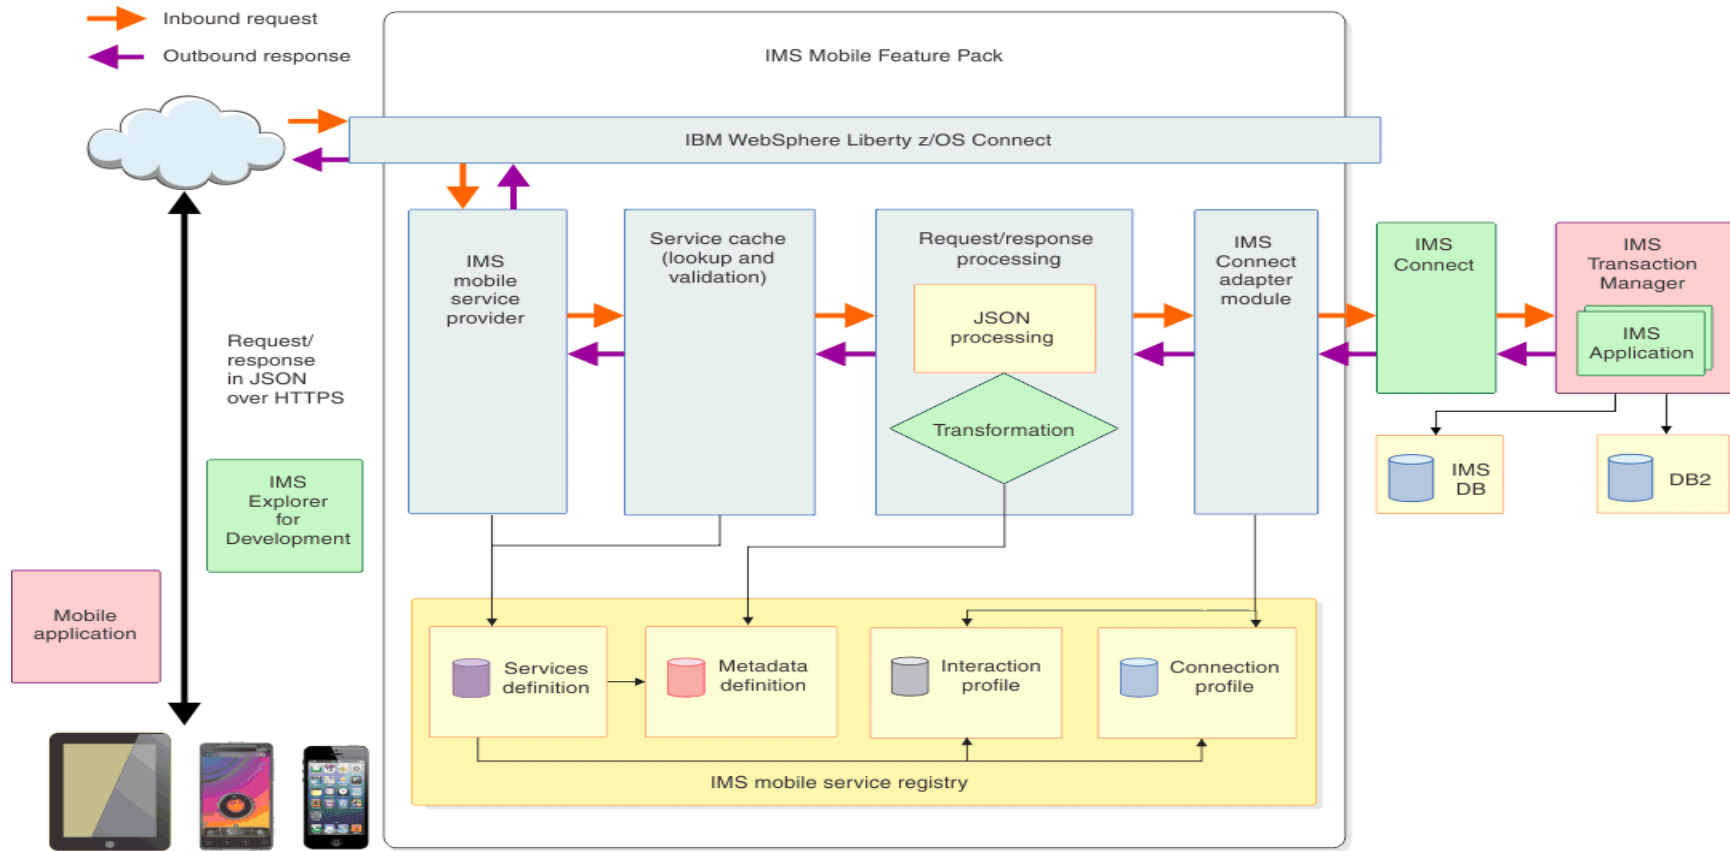 Inbound request
Outbound response
IMS Mobile Feature Pack
IBM WebSphere Liberty z/OS Connect
IMS
mobile
service
provider
Service cache
(lookup and
validation)
Request/response
processing
JSON
processing
Transformation
IMS
Connect
adapter
module
IMS
Connect
IMS
Transaction
Manager
IMS
Application
IMS
DB
DB2
Request/
response
in JSON
over HTTPS
IMS
Explorer
for
Development
Mobile
application
Services
definition
Metadata
definition
Interaction
profile
Connection
profile
IMS mobile service registry